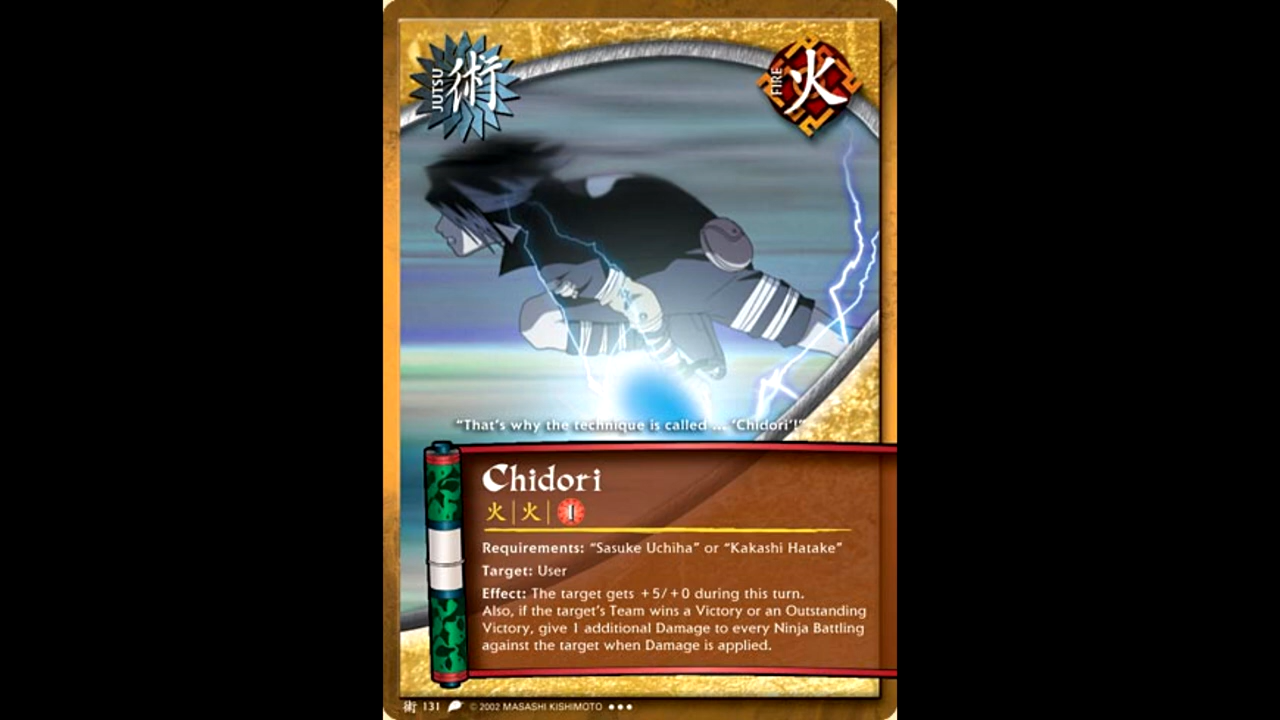 JUTSU 術
FIRE 火
"That's why the technique is called ... 'Chidori'!"
Chidori
火 | 火 | 1
Requirements: "Sasuke Uchiha" or "Kakashi Hatake"
Target: User
Effect: The target gets +5/+0 during this turn.
Also, if the target's Team wins a Victory or an Outstanding
Victory, give 1 additional Damage to every Ninja Battling
against the target when Damage is applied.
術 131 © 2002 MASASHI KISHIMOTO